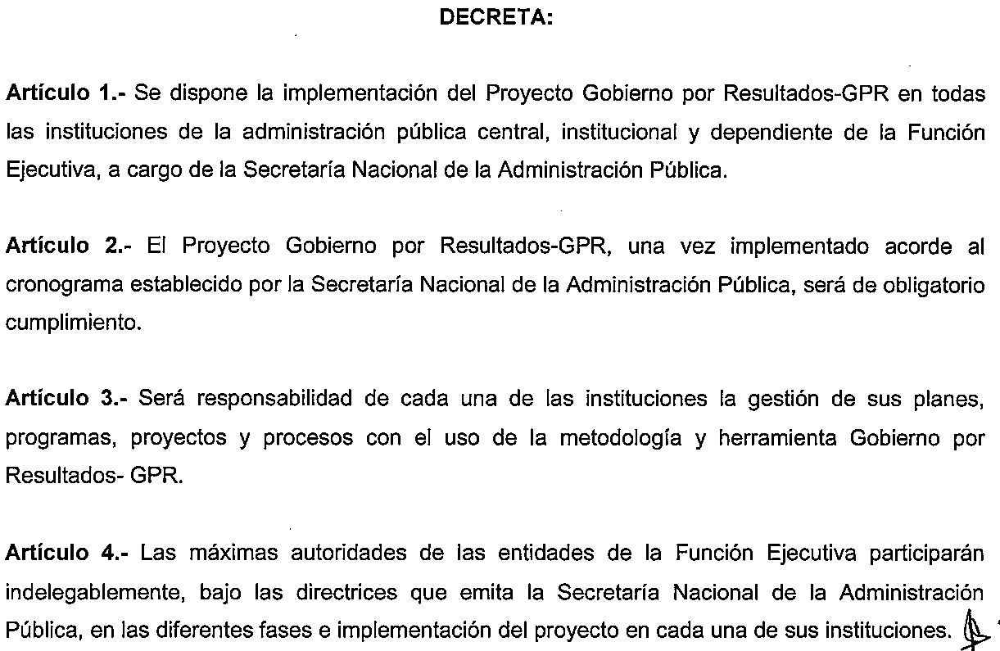 DECRETA:
Artículo 1.- Se dispone la implementación del Proyecto Gobierno por Resultados-GPR en todas
las instituciones de la administración pública central, institucional y dependiente de la Función
Ejecutiva, a cargo de la Secretaría Nacional de la Administración Pública.
Artículo 2.- El Proyecto Gobierno por Resultados-GPR, una vez implementado acorde al
cronograma establecido por la Secretaría Nacional de la Administración Pública, será de obligatorio
cumplimiento.
Artículo 3.- Será responsabilidad de cada una de las instituciones la gestión de sus planes,
programas, proyectos y procesos con el uso de la metodología y herramienta Gobierno por
Resultados- GPR.
Artículo 4.- Las máximas autoridades de las entidades de la Función Ejecutiva participarán
indelegablemente, bajo las directrices que emita la Secretaría Nacional de la Administración
Pública, en las diferentes fases e implementación del proyecto en cada una de sus instituciones.